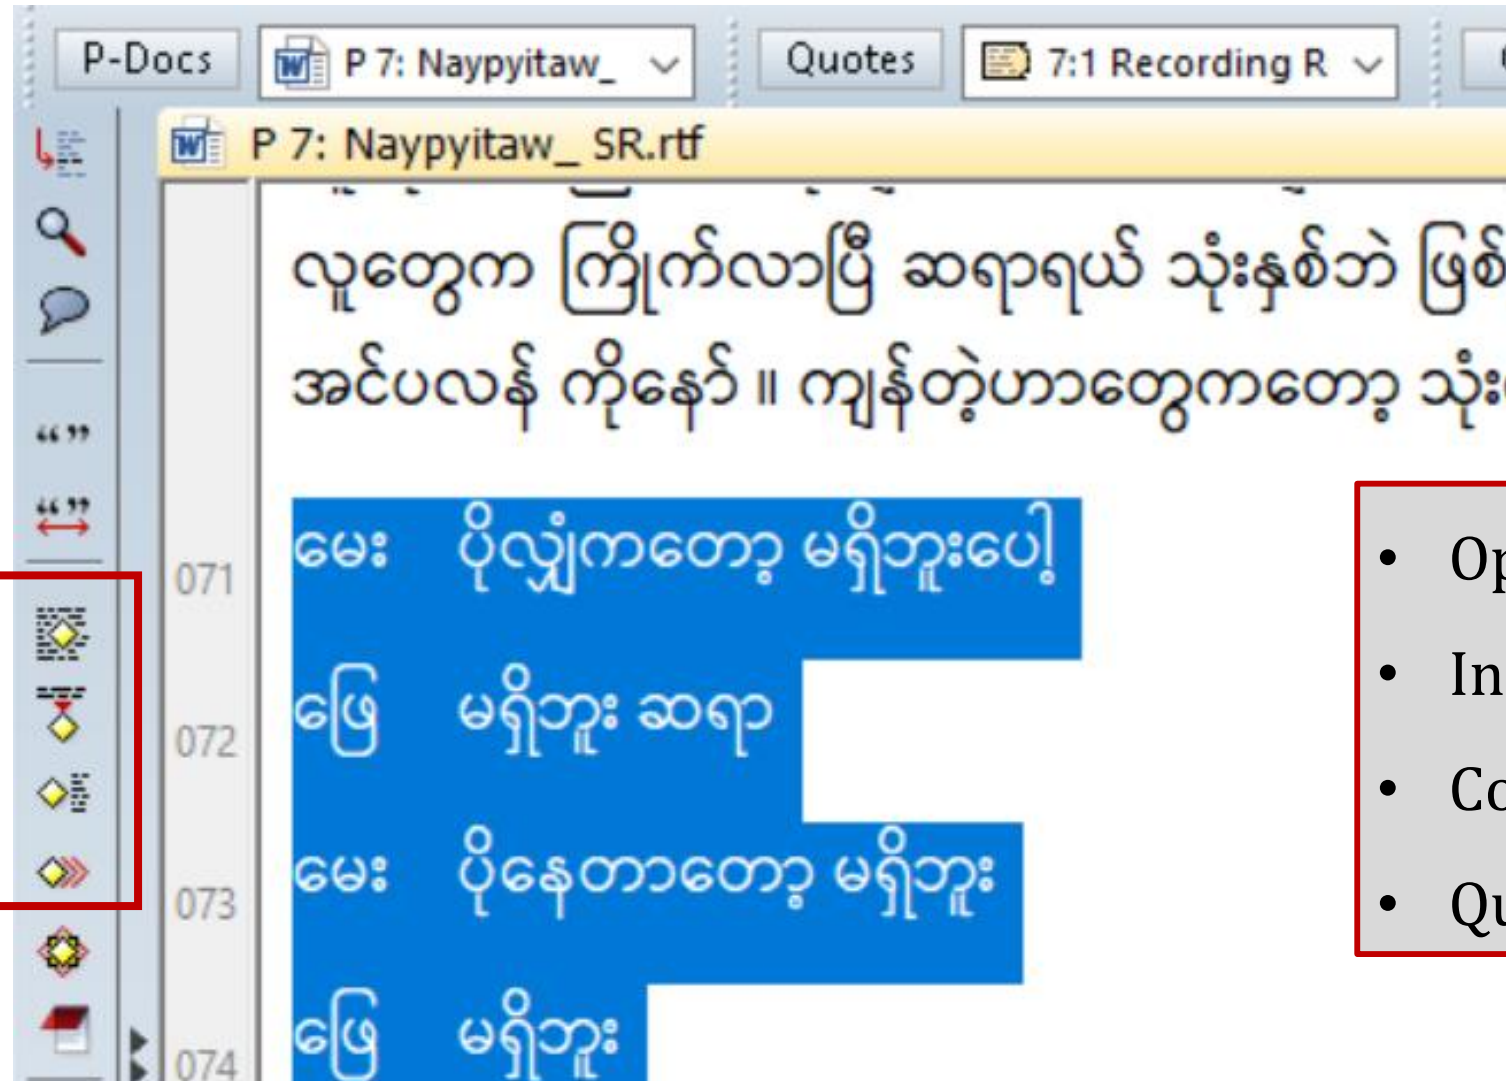 P-Docs P 7: Naypyitaw_ Quotes 7:1 Recording R
P 7: Naypyitaw_ SR.rtf
လူတွေက ကြိုက်လာပြီ ဆရာရယ် သုံးနှစ်ဘဲ ဖြစ်
အင်ပလန် ကိုနော် ။ ကျန်တဲ့ဟာတွေကတော့ သုံး
071 မေး ပိုလျှံကတော့ မရှိဘူးပေါ့
072 ဖြေ မရှိဘူး ဆရာ
073 မေး ပိုနေတာတော့ မရှိဘူး
074 ဖြေ မရှိဘူး
• Op
• In
• Co
• Qu